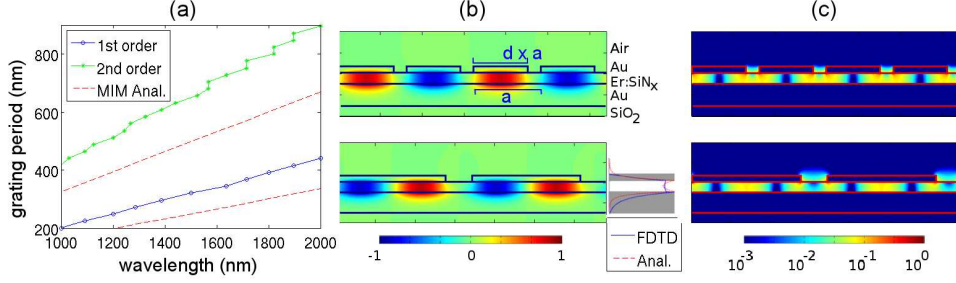 (a)
1st order
2nd order
MIM Anal.
grating period (nm)
800
600
400
200
1000 1200 1400 1600 1800 2000
wavelength (nm)
(b)
d x a
a
Air
Au
Er:SiNx
Au
SiO2
-1 0 1
FDTD
Anal.
(c)
10^-3 10^-2 10^-1 10^0